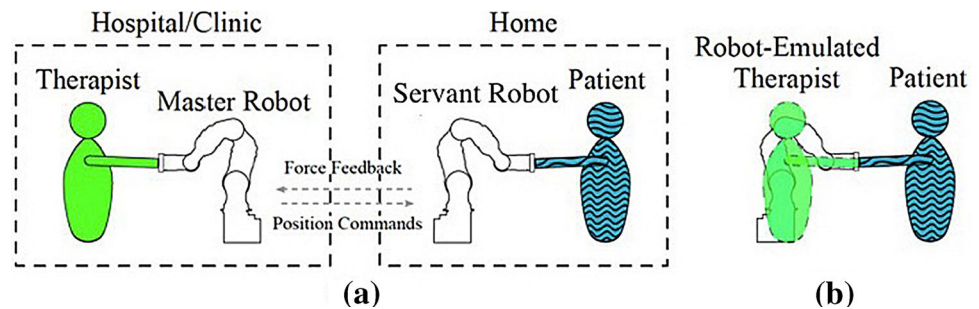 Hospital/Clinic
Home
Therapist
Master Robot
Servant Robot
Patient
Force Feedback
Position Commands
Robot-Emulated
Therapist
Patient
(a)
(b)